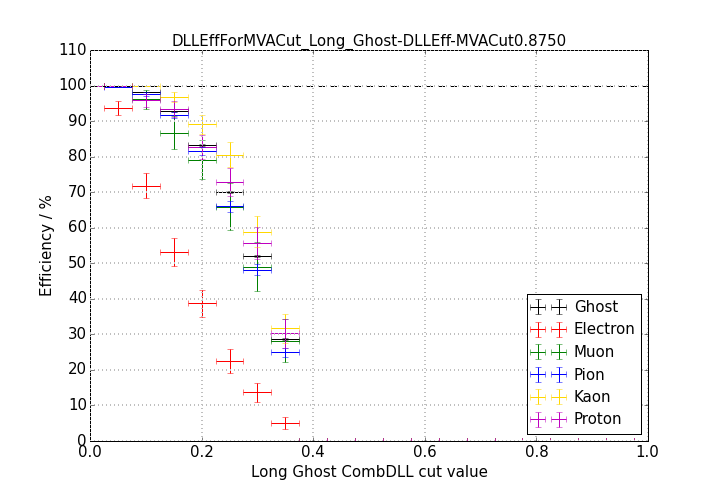 DLLEffForMVACut_Long_Ghost-DLLEff-MVACut0.8750
110
100
90
80
70
60
50
40
30
20
10
0
Efficiency / %
Ghost
Electron
Muon
Pion
Kaon
Proton
0.0 0.2 0.4 0.6 0.8 1.0
Long Ghost CombDLL cut value